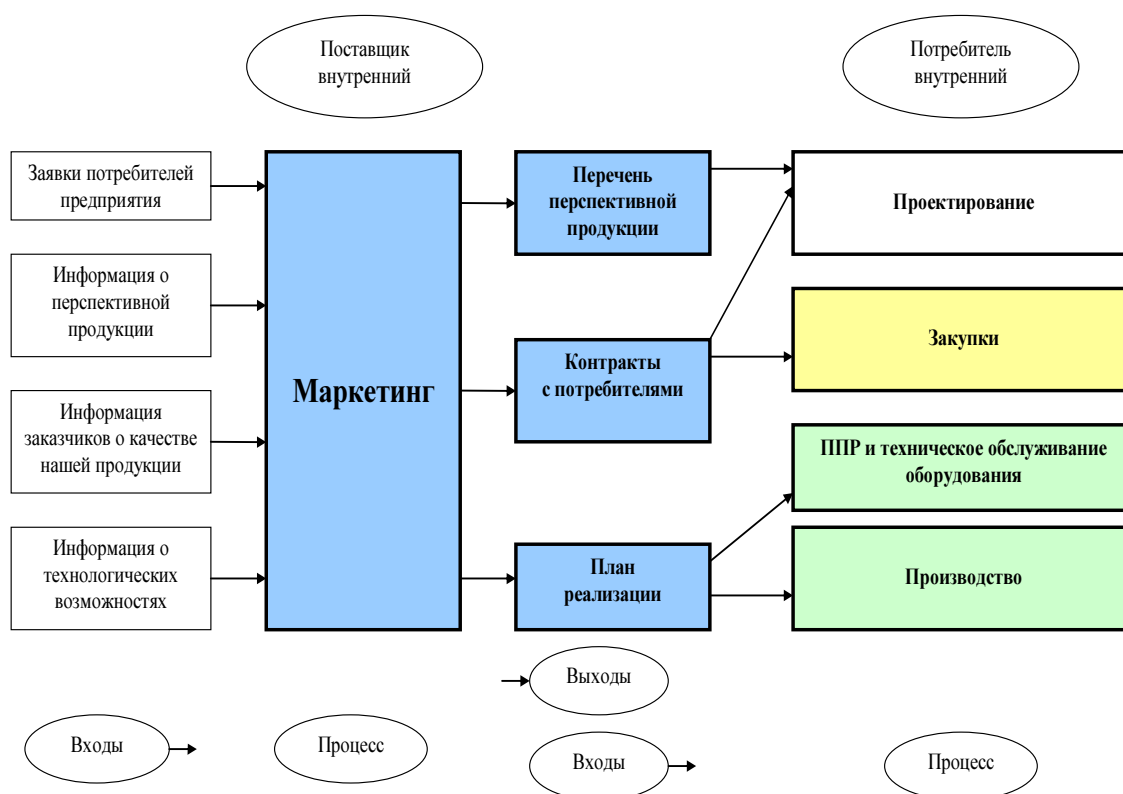 Поставщик
внутренний
Потребитель
внутренний
Заявки потребителей
предприятия
Информация о
перспективной
продукции
Информация
заказчиков о качестве
нашей продукции
Информация о
технологических
возможностях
Маркетинг
Перечень
перспективной
продукции
Контракты
с потребителями
План
реализации
Проектирование
Закупки
ППР и техническое обслуживание
оборудования
Производство
Выходы
Входы
Процесс
Входы
Процесс